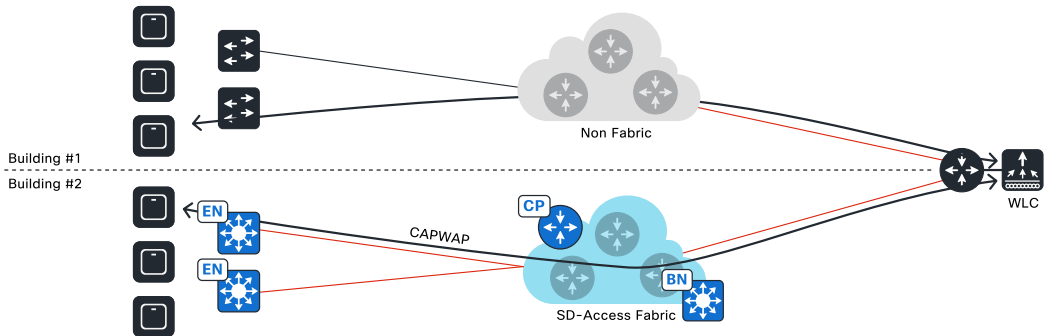 Non Fabric
Building #1
Building #2
WLC
EN
CP
CAPWAP
EN
BN
SD-Access Fabric